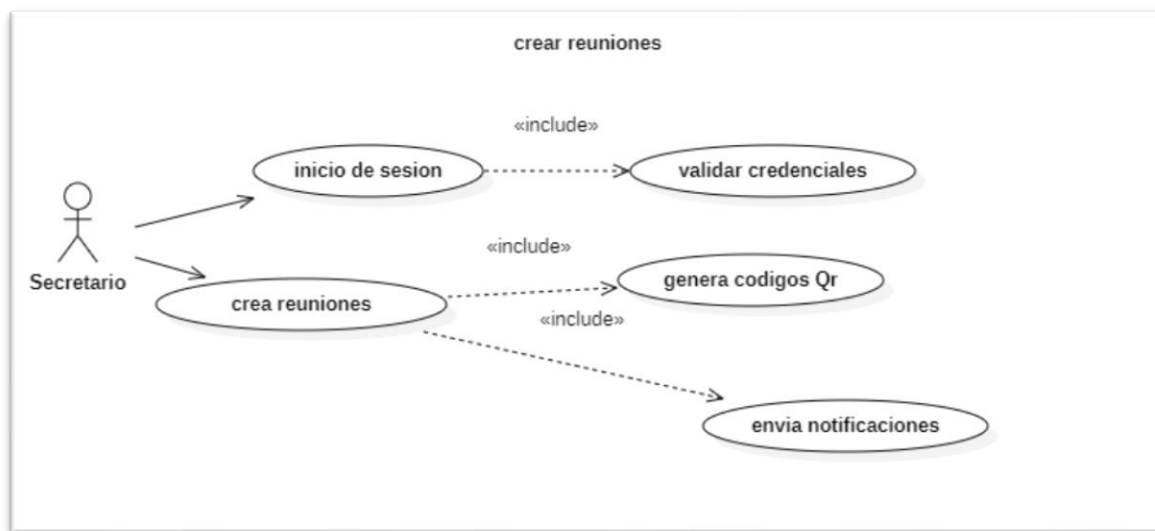 crear reuniones
«include»
inicio de sesion
validar credenciales
Secretario
«include»
genera codigos Qr
crea reuniones
«include»
envia notificaciones